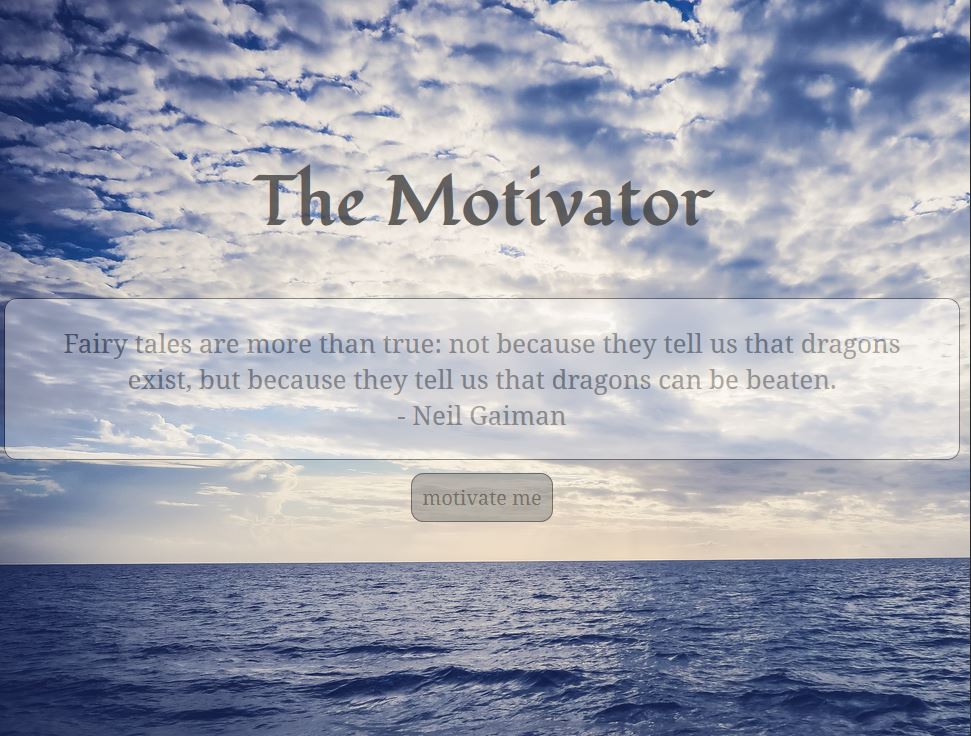 The Motivator
Fairy tales are more than true: not because they tell us that dragons
exist, but because they tell us that dragons can be beaten.
- Neil Gaiman
motivate me